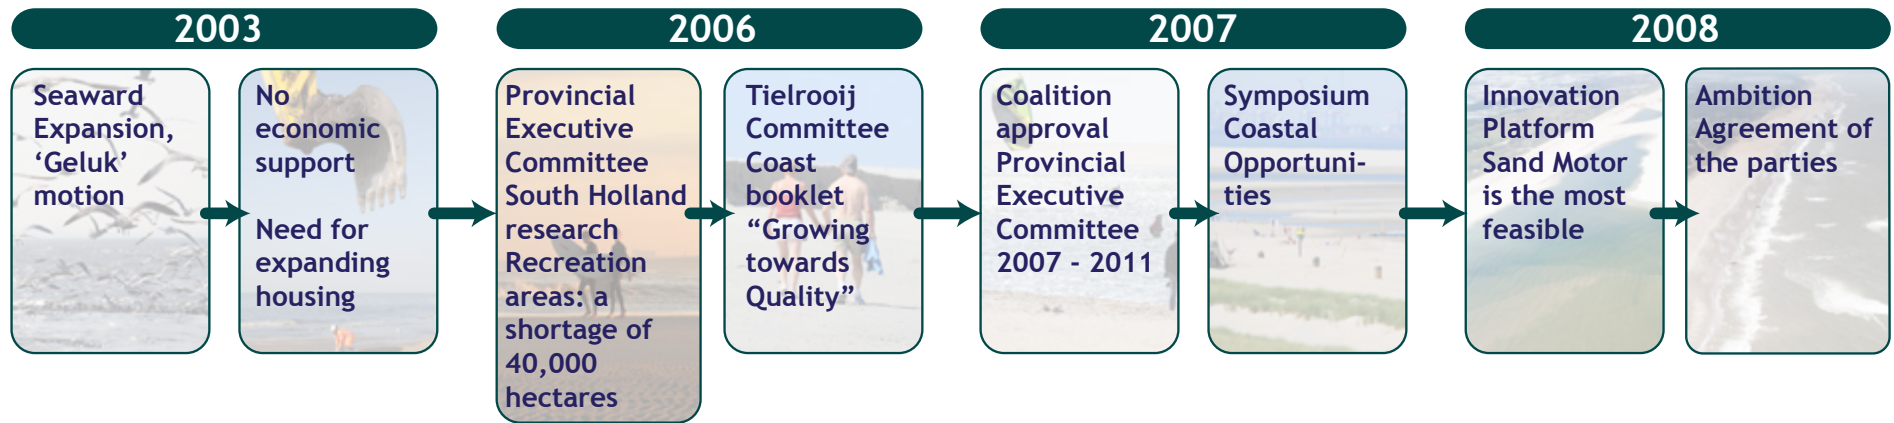 2003
Seaward
Expansion,
‘Geluk’
motion
No
economic
support
Need for
expanding
housing
2006
Provincial
Executive
Committee
South Holland
research
Recreation
areas: a
shortage of
40,000
hectares
Tielrooij
Committee
Coast
booklet
“Growing
towards
Quality”
2007
Coalition
approval
Provincial
Executive
Committee
2007 - 2011
Symposium
Coastal
Opportuni-
ties
2008
Innovation
Platform
Sand Motor
is the most
feasible
Ambition
Agreement of
the parties